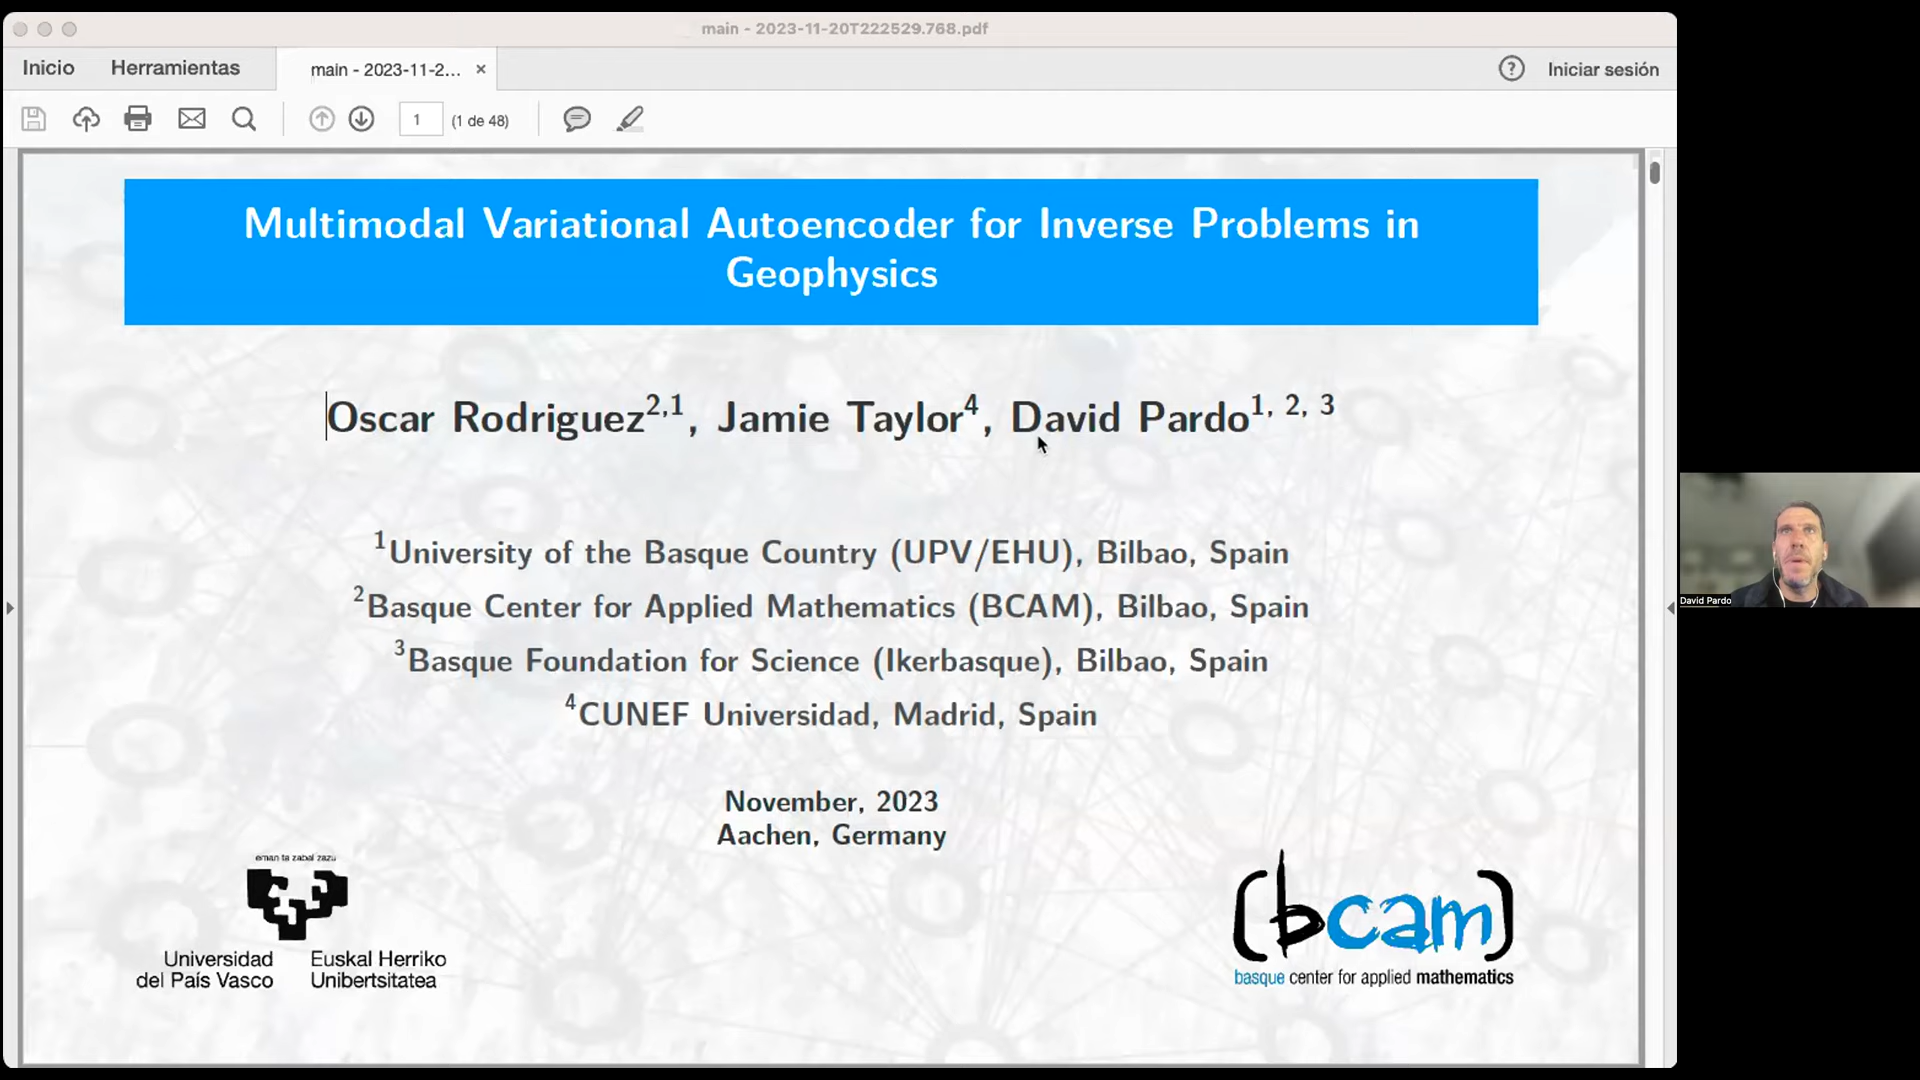 main - 2023-11-20T222529.768.pdf
Inicio
Herramientas
main - 2023-11-2... ×
? Iniciar sesión
1 (1 de 48)
Multimodal Variational Autoencoder for Inverse Problems in
Geophysics
Oscar Rodriguez2,1, Jamie Taylor4, David Pardo1, 2, 3
1University of the Basque Country (UPV/EHU), Bilbao, Spain
2Basque Center for Applied Mathematics (BCAM), Bilbao, Spain
3Basque Foundation for Science (Ikerbasque), Bilbao, Spain
4CUNEF Universidad, Madrid, Spain
November, 2023
Aachen, Germany
eman ta zabal zazu
Universidad
del País Vasco
Euskal Herriko
Unibertsitatea
(bcam)
basque center for applied mathematics
David Pardo